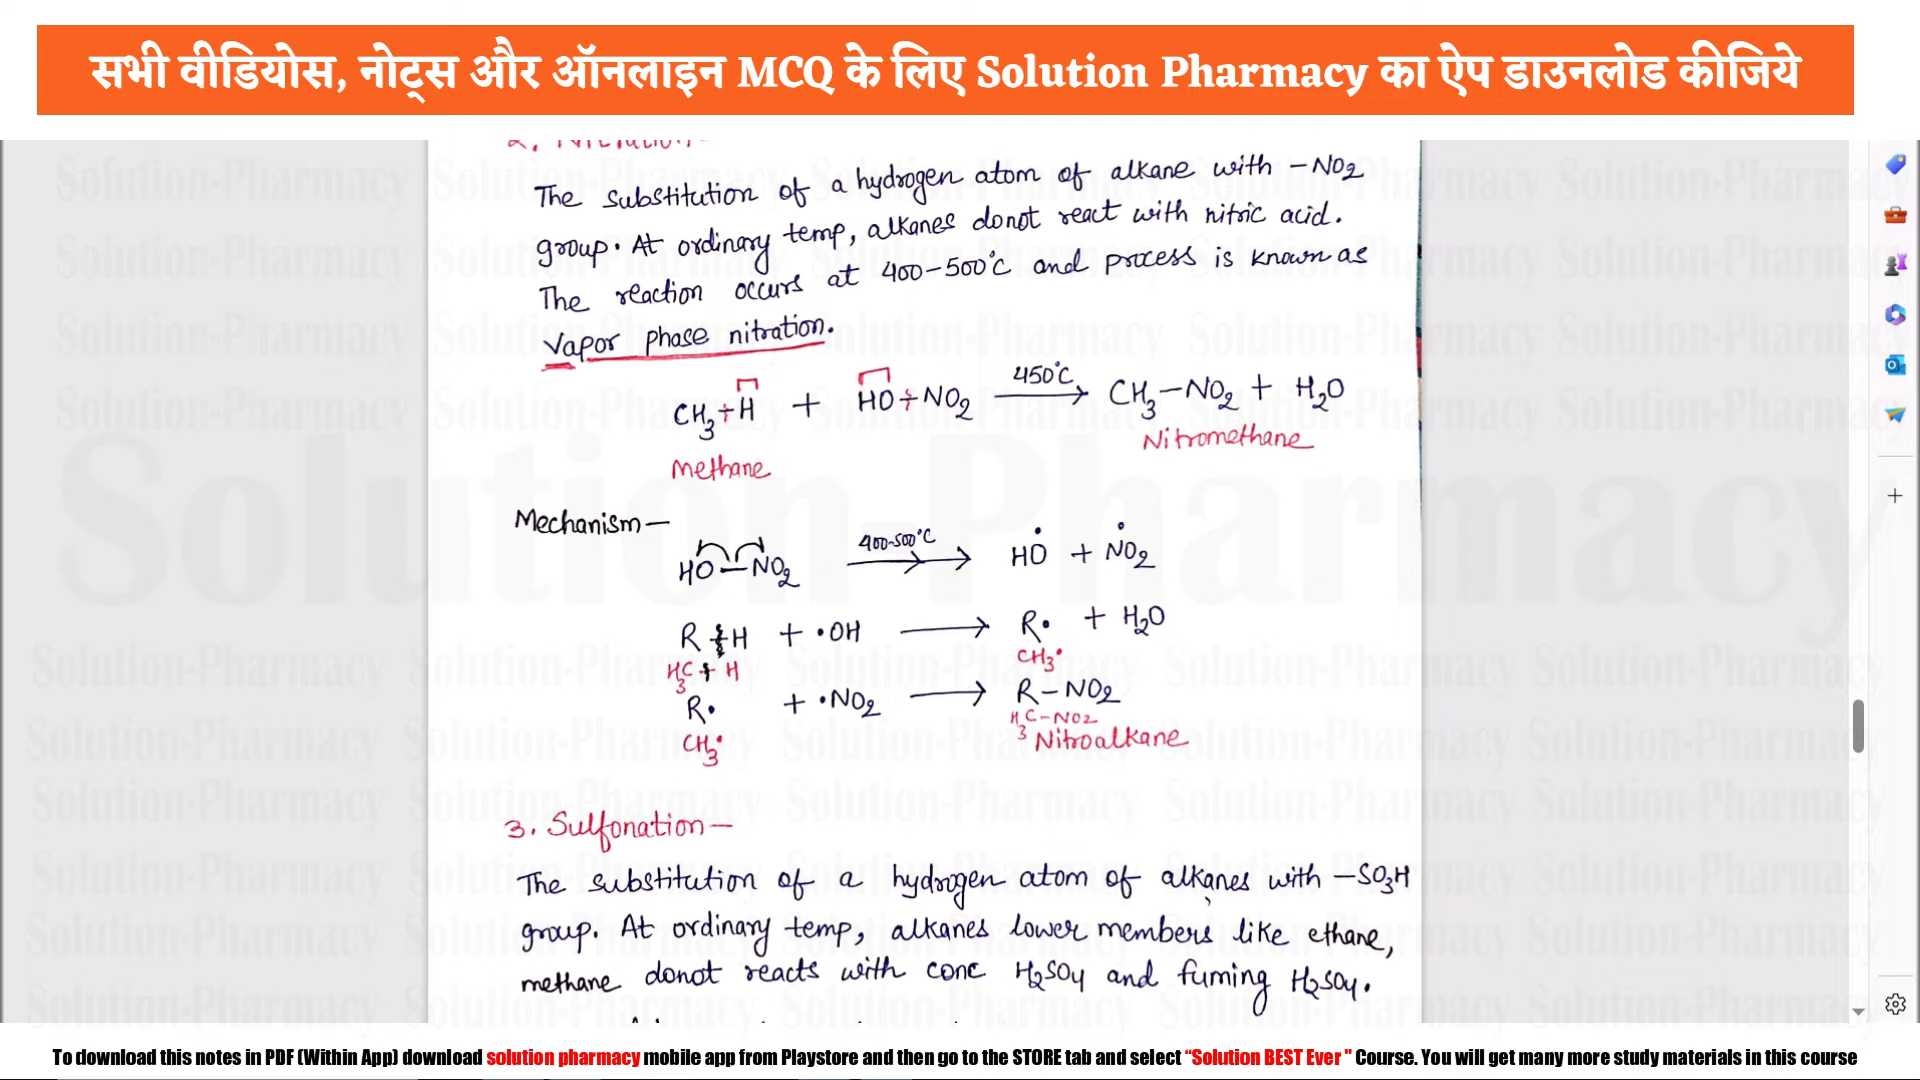 सभी वीडियोस, नोट्स और ऑनलाइन MCQ के लिए Solution Pharmacy का ऐप डाउनलोड कीजिये
2. Nitration-
The substitution of a hydrogen atom of alkane with -NO2
group. At ordinary temp, alkanes donot react with nitric acid.
The reaction occurs at 400-500°C and process is known as
Vapor phase nitration.
CH3-H + HO-NO2 450°C → CH3-NO2 + H2O
Methane Nitromethane
Mechanism—
HO—NO2 400-500°C → HO• + •NO2
R-H + •OH → R• + H2O
H3C-H CH3•
R• + •NO2 → R-NO2
CH3• H3C-NO2
Nitroalkane
3. Sulfonation—
The substitution of a hydrogen atom of alkanes with -SO3H
group. At ordinary temp, alkanes lower members like ethane,
methane donot reacts with conc H2SO4 and fuming H2SO4.
Solution-Pharmacy
To download this notes in PDF (Within App) download solution pharmacy mobile app from Playstore and then go to the STORE tab and select "Solution BEST Ever " Course. You will get many more study materials in this course